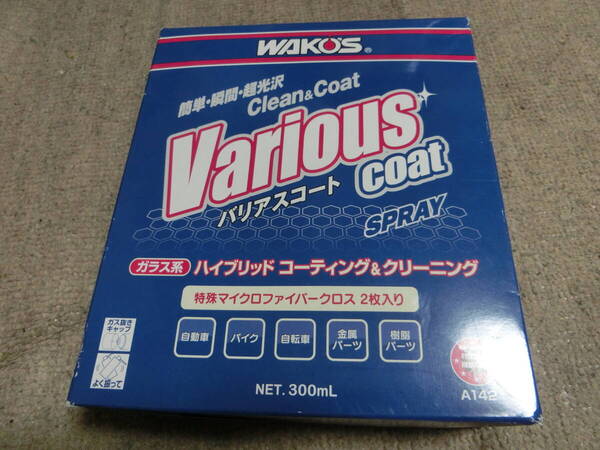 WAKO'S®
簡単・瞬間・超光沢
Clean&Coat
Various
coat
バリアスコート
SPRAY
ガラス系 ハイブリッド コーティング&クリーニング
特殊マイクロファイバークロス 2枚入り
ガス抜き
キャップ
よく振って
自動車
バイク
自転車
金属
パーツ
樹脂
パーツ
NET. 300mL
A142